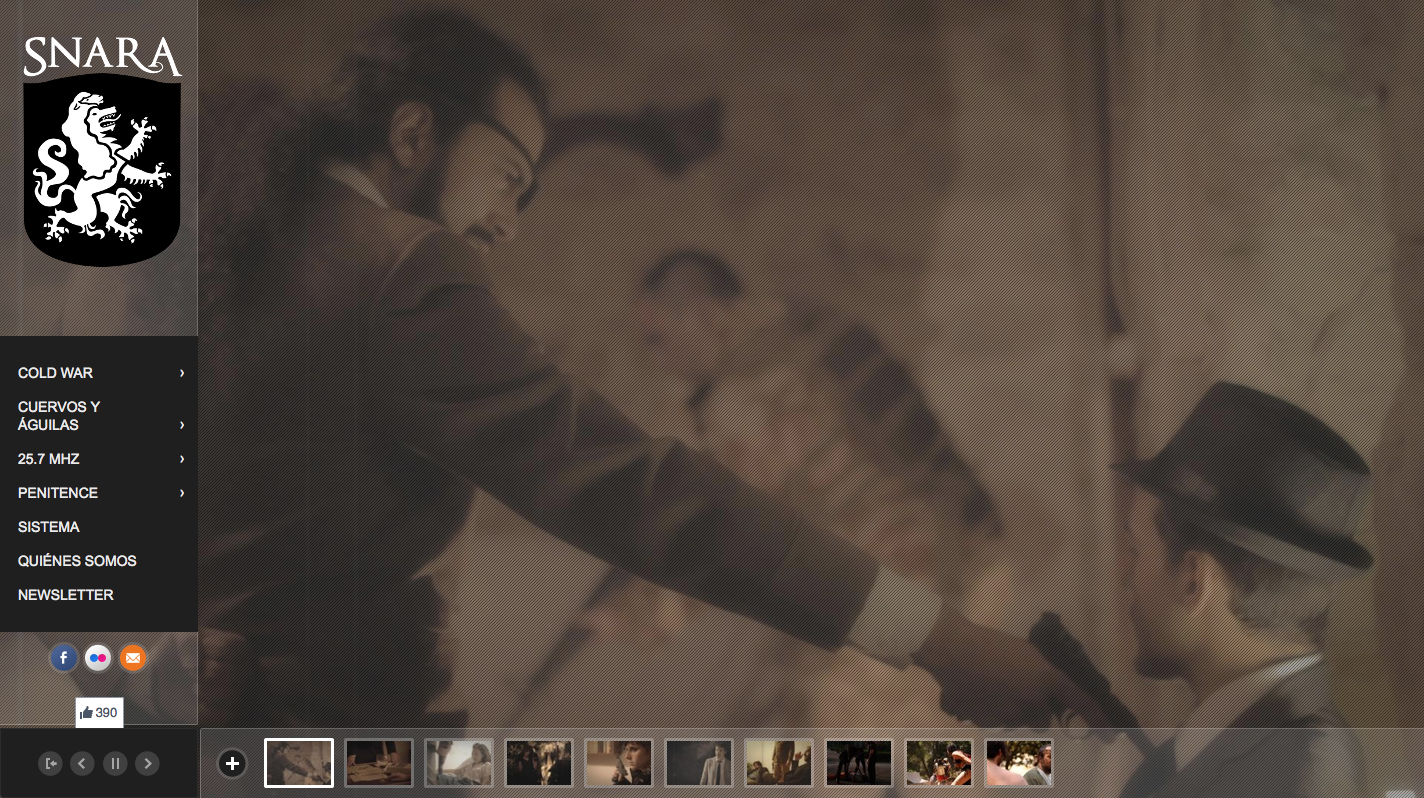 SNARA
COLD WAR
CUERVOS Y
ÁGUILAS
25.7 MHZ
PENITENCE
SISTEMA
QUIÉNES SOMOS
NEWSLETTER
f
390